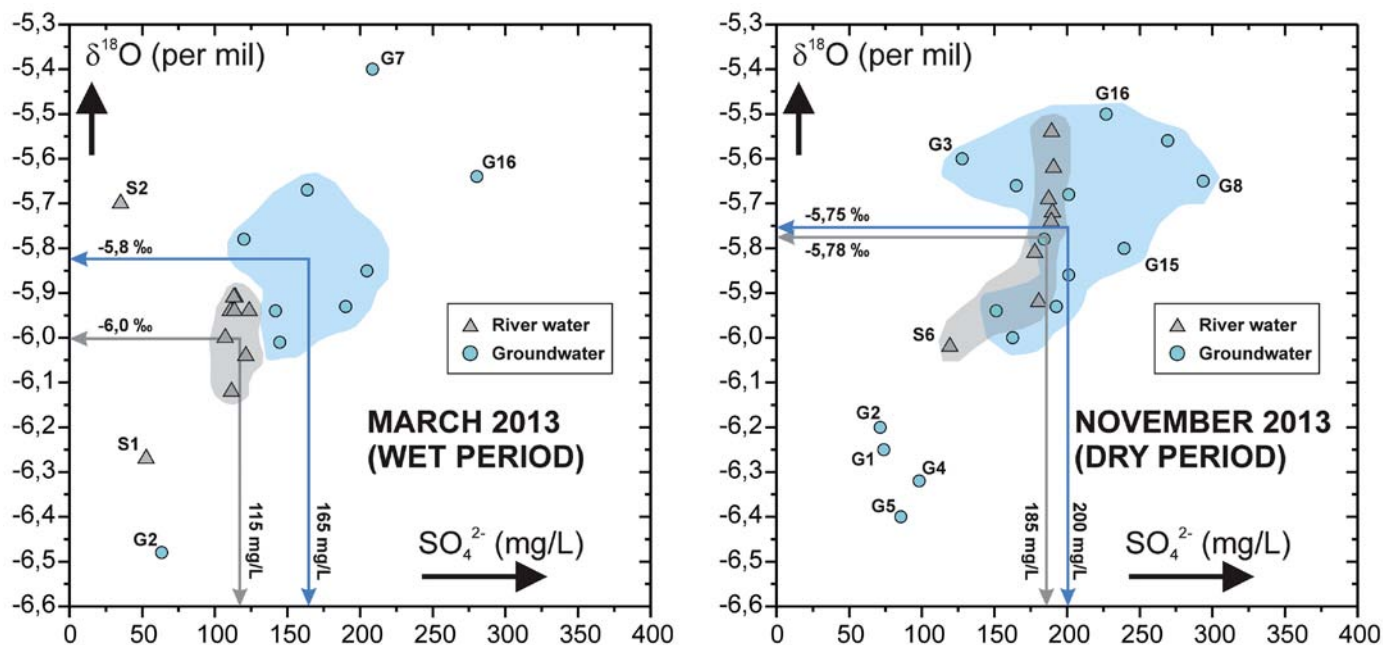 -5,3
-5,4
-5,5
-5,6
-5,7
-5,8
-5,9
-6,0
-6,1
-6,2
-6,3
-6,4
-6,5
-6,6
0
50
100
150
200
250
300
350
400
δ¹⁸O (per mil)
G7
G16
S2
-5,8 ‰
-6,0 ‰
River water
Groundwater
MARCH 2013
(WET PERIOD)
S1
G2
115 mg/L
165 mg/L
SO₄²⁻ (mg/L)
-5,3
-5,4
-5,5
-5,6
-5,7
-5,8
-5,9
-6,0
-6,1
-6,2
-6,3
-6,4
-6,5
-6,6
0
50
100
150
200
250
300
350
400
δ¹⁸O (per mil)
G16
G3
G8
-5,75 ‰
-5,78 ‰
G15
River water
Groundwater
S6
NOVEMBER 2013
(DRY PERIOD)
G2
G1
G4
G5
185 mg/L
200 mg/L
SO₄²⁻ (mg/L)